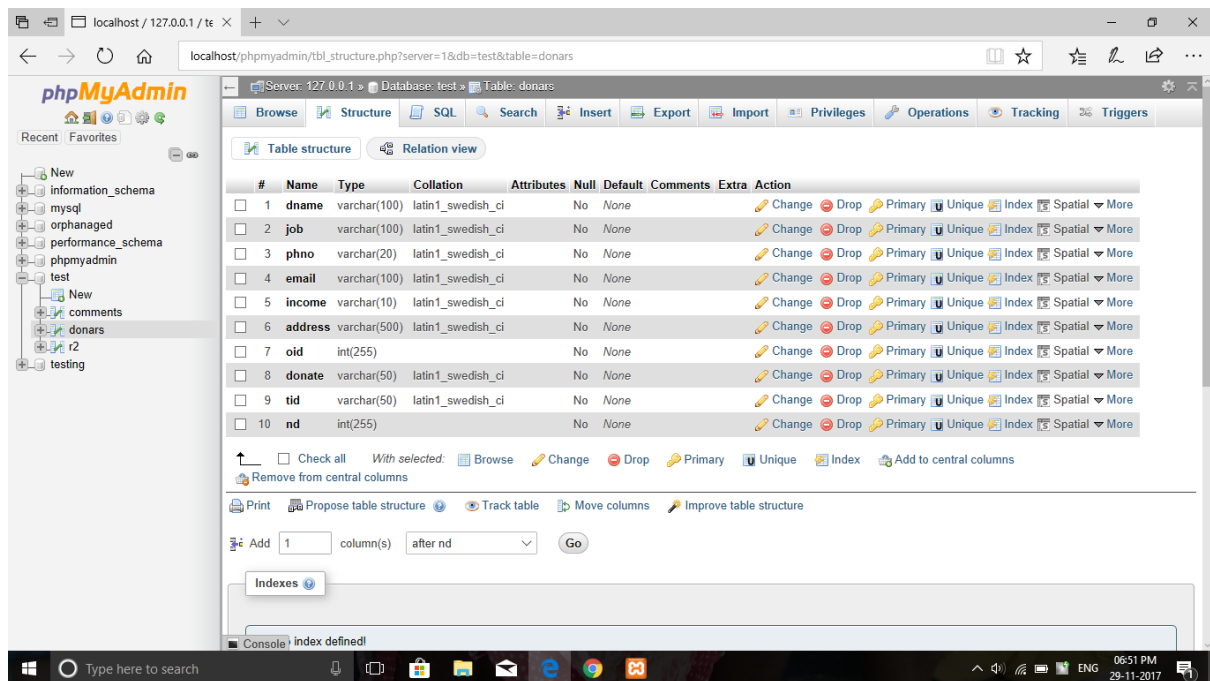 localhost / 127.0.0.1 / te
localhost/phpmyadmin/tbl_structure.php?server=1&db=test&table=donars
phpMyAdmin
Recent Favorites
New
information_schema
mysql
orphanaged
performance_schema
phpmyadmin
test
New
comments
donars
r2
testing
Server: 127.0.0.1 » Database: test » Table: donars
Browse Structure SQL Search Insert Export Import Privileges Operations Tracking Triggers
Table structure Relation view
# Name Type Collation Attributes Null Default Comments Extra Action
1 dname varchar(100) latin1_swedish_ci No None Change Drop Primary Unique Index Spatial More
2 job varchar(100) latin1_swedish_ci No None Change Drop Primary Unique Index Spatial More
3 phno varchar(20) latin1_swedish_ci No None Change Drop Primary Unique Index Spatial More
4 email varchar(100) latin1_swedish_ci No None Change Drop Primary Unique Index Spatial More
5 income varchar(10) latin1_swedish_ci No None Change Drop Primary Unique Index Spatial More
6 address varchar(500) latin1_swedish_ci No None Change Drop Primary Unique Index Spatial More
7 oid int(255) No None Change Drop Primary Unique Index Spatial More
8 donate varchar(50) latin1_swedish_ci No None Change Drop Primary Unique Index Spatial More
9 tid varchar(50) latin1_swedish_ci No None Change Drop Primary Unique Index Spatial More
10 nd int(255) No None Change Drop Primary Unique Index Spatial More
Check all With selected: Browse Change Drop Primary Unique Index Add to central columns
Remove from central columns
Print Propose table structure Track table Move columns Improve table structure
Add 1 column(s) after nd Go
Indexes
Console index defined!
Type here to search
ENG 06:51 PM
29-11-2017